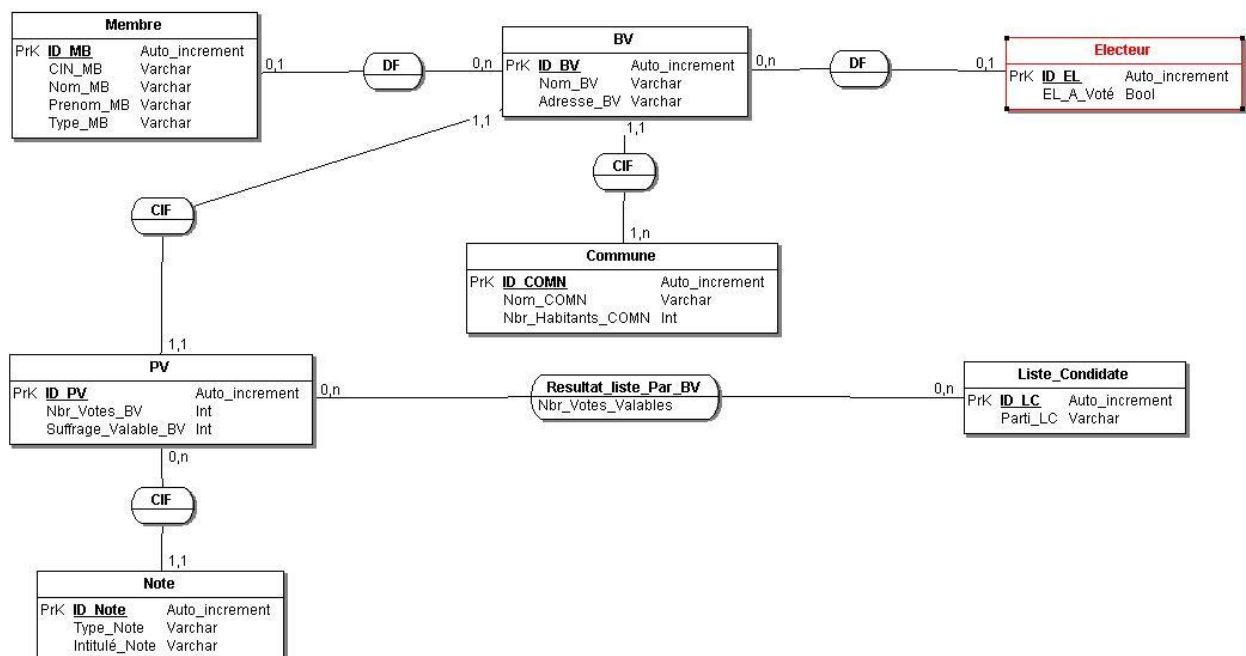 Membre
PrK ID_MB Auto_increment
CIN_MB Varchar
Nom_MB Varchar
Prenom_MB Varchar
Type_MB Varchar
0,1
DF
0,n
BV
PrK ID_BV Auto_increment
Nom_BV Varchar
Adresse_BV Varchar
0,n
DF
0,1
Electeur
PrK ID_EL Auto_increment
EL_A_Voté Bool
1,1
1,1
CIF
CIF
1,n
Commune
PrK ID_COMN Auto_increment
Nom_COMN Varchar
Nbr_Habitants_COMN Int
1,1
PV
PrK ID_PV Auto_increment
Nbr_Votes_BV Int
Suffrage_Valable_BV Int
0,n
Resultat_liste_Par_BV
Nbr_Votes_Valables
0,n
Liste_Condidate
PrK ID_LC Auto_increment
Parti_LC Varchar
0,n
CIF
1,1
Note
PrK ID_Note Auto_increment
Type_Note Varchar
Intitulé_Note Varchar